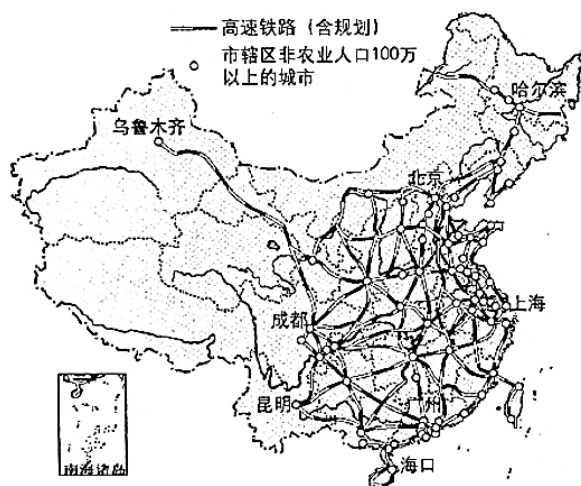 高速铁路（含规划）
市辖区非农业人口100万
以上的城市
哈尔滨
乌鲁木齐
北京
成都
上海
昆明
广州
海口
南海诸岛